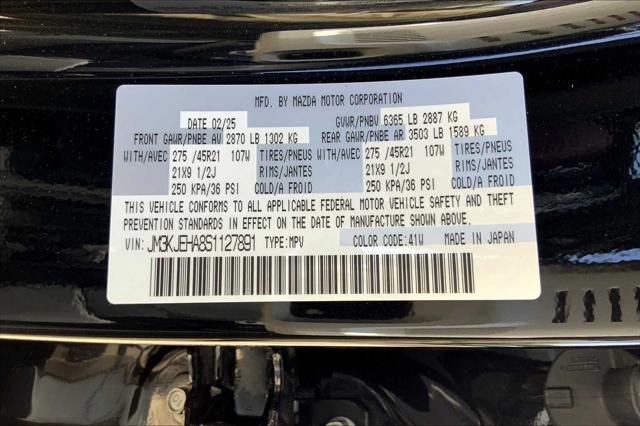 MFD. BY MAZDA MOTOR CORPORATION
DATE 02/25 GVWR/PNBV 6365 LB 2887 KG
FRONT GAWR/PNBE AV 2870 LB 1302 KG REAR GAWR/PNBE AR 3503 LB 1589 KG
WITH/AVEC 275 /45R21 107W TIRES/PNEUS WITH/AVEC 275 /45R21 107W TIRES/PNEUS
21X9 1/2J RIMS/JANTES 21X9 1/2J RIMS/JANTES
250 KPA/36 PSI COLD/A FROID 250 KPA/36 PSI COLD/A FROID
THIS VEHICLE CONFORMS TO ALL APPLICABLE FEDERAL MOTOR VEHICLE SAFETY AND THEFT
PREVENTION STANDARDS IN EFFECT ON THE DATE OF MANUFACTURE SHOWN ABOVE.
VIN: JM3KJEHA8S1127891 TYPE: MPV COLOR CODE: 41W MADE IN JAPAN